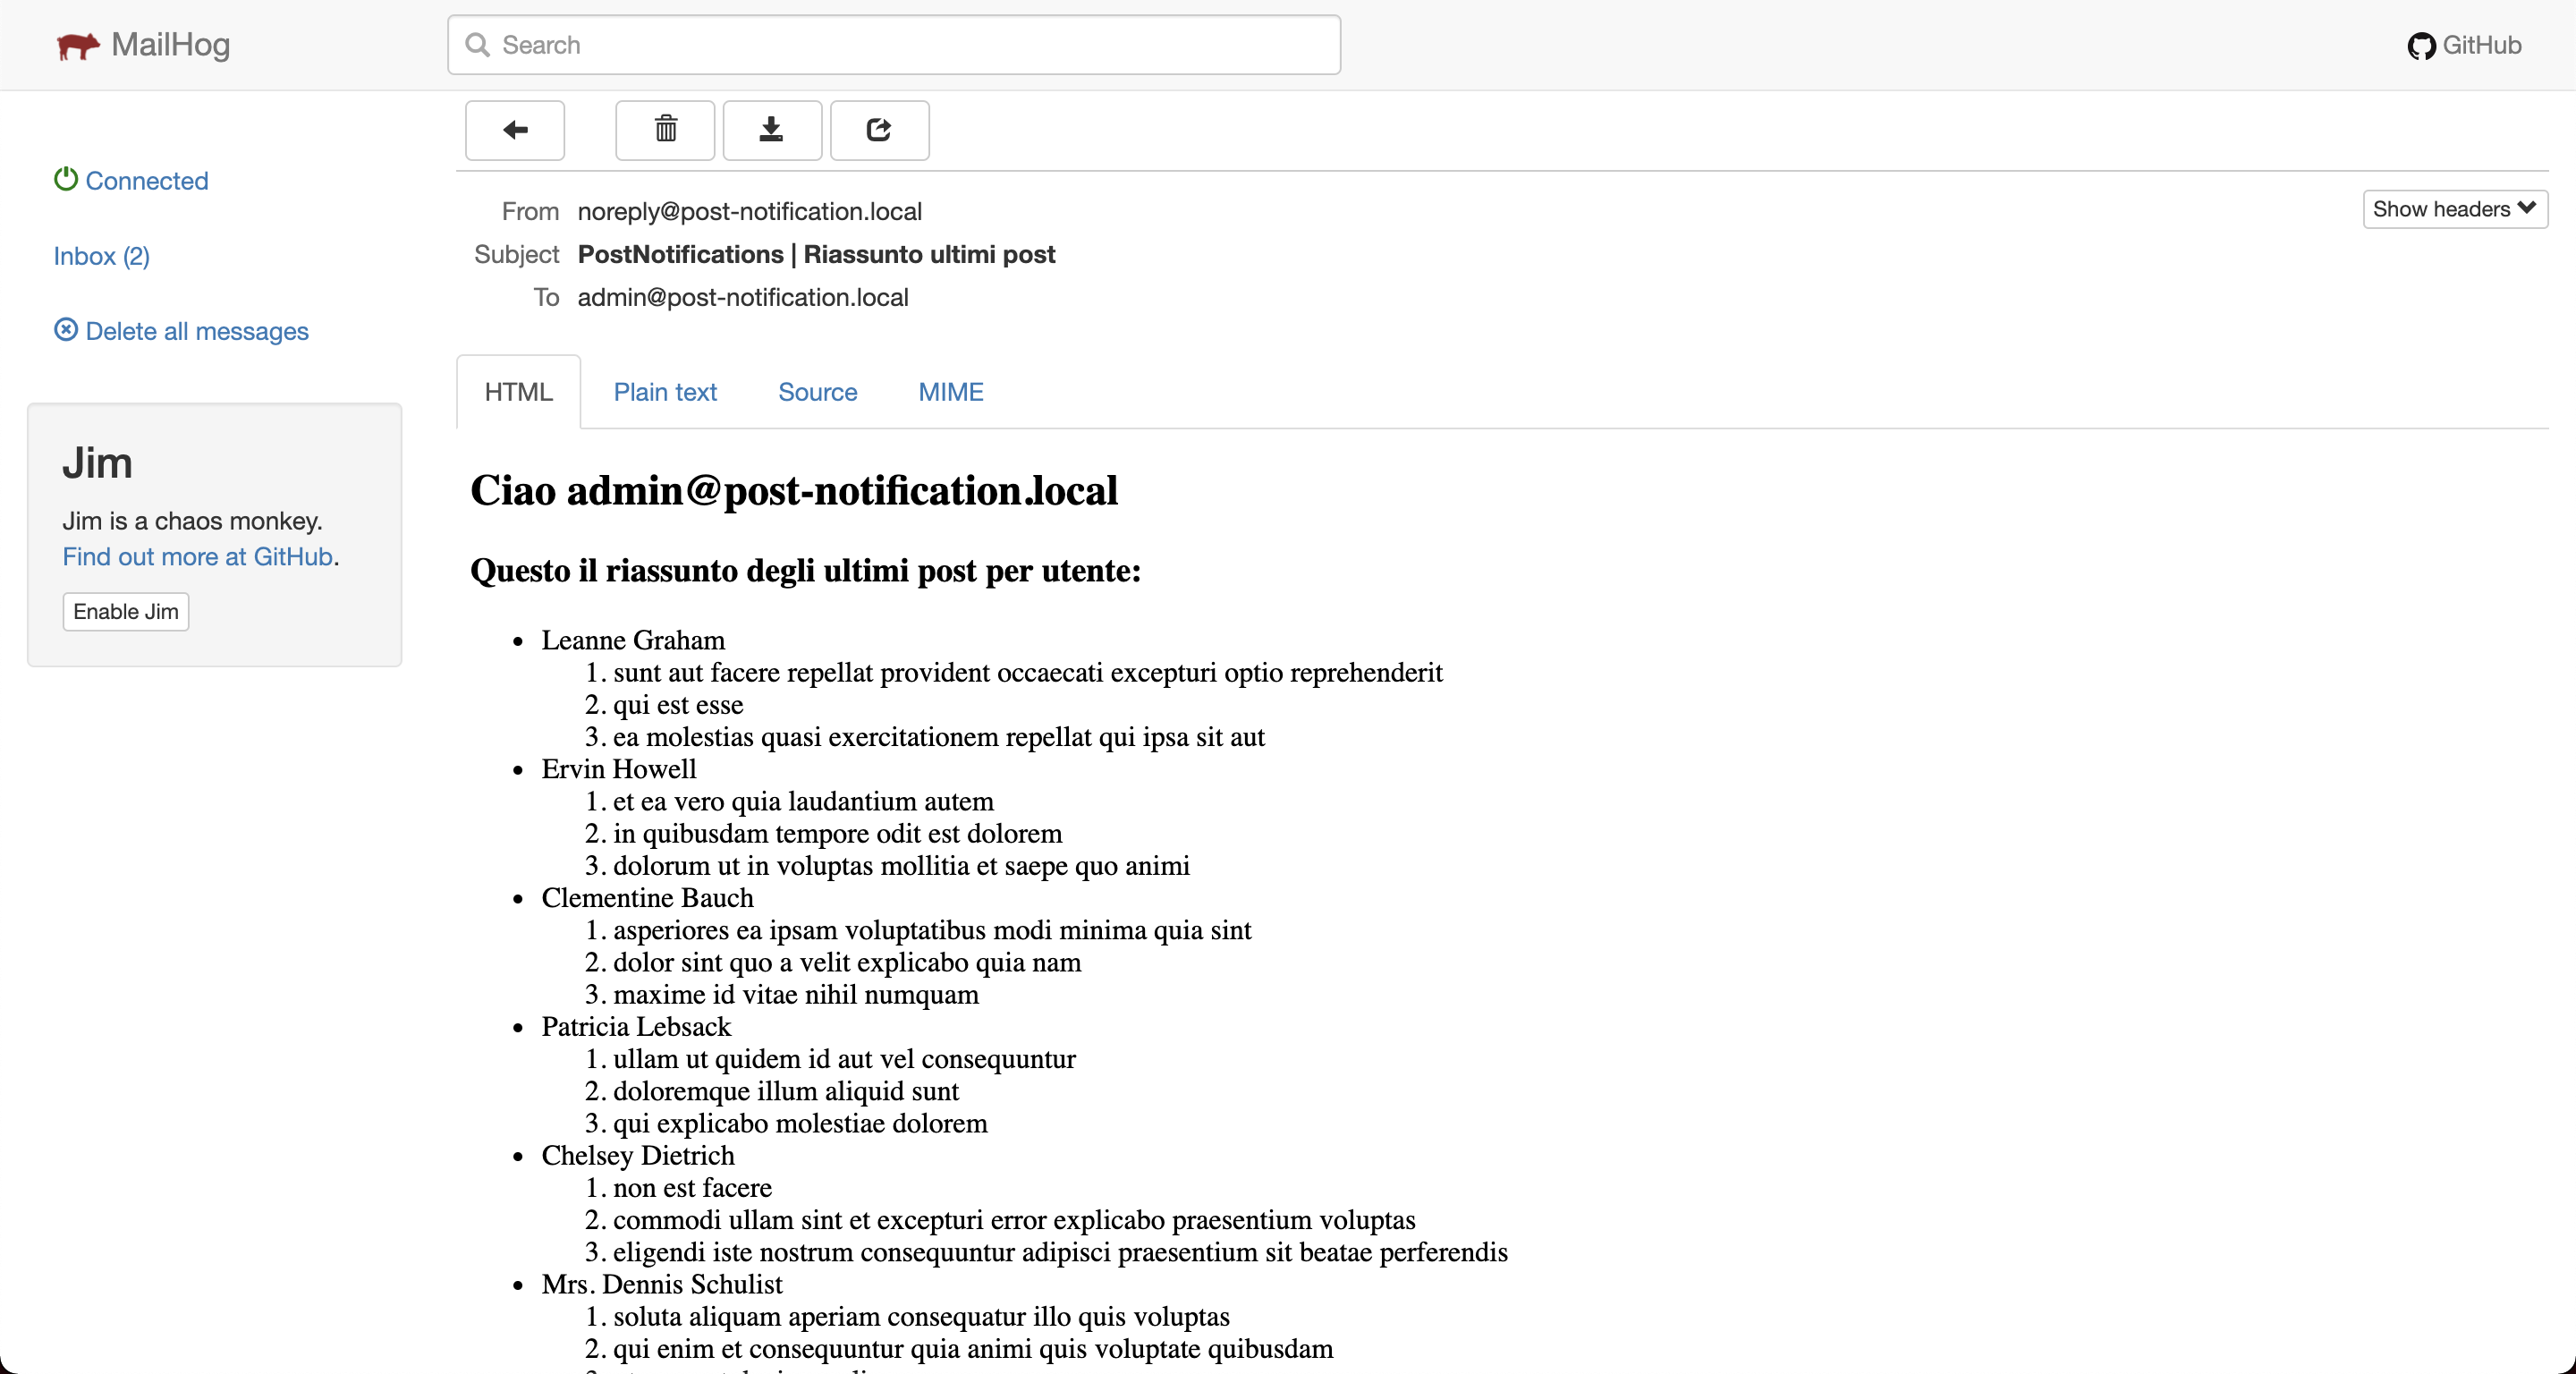 MailHog
Search
GitHub
Connected
Inbox (2)
Delete all messages
Jim
Jim is a chaos monkey.
Find out more at GitHub.
Enable Jim
From noreply@post-notification.local
Show headers
Subject PostNotifications | Riassunto ultimi post
To admin@post-notification.local
HTML Plain text Source MIME
Ciao admin@post-notification.local
Questo il riassunto degli ultimi post per utente:
• Leanne Graham
1. sunt aut facere repellat provident occaecati excepturi optio reprehenderit
2. qui est esse
3. ea molestias quasi exercitationem repellat qui ipsa sit aut
• Ervin Howell
1. et ea vero quia laudantium autem
2. in quibusdam tempore odit est dolorem
3. dolorum ut in voluptas mollitia et saepe quo animi
• Clementine Bauch
1. asperiores ea ipsam voluptatibus modi minima quia sint
2. dolor sint quo a velit explicabo quia nam
3. maxime id vitae nihil numquam
• Patricia Lebsack
1. ullam ut quidem id aut vel consequuntur
2. doloremque illum aliquid sunt
3. qui explicabo molestiae dolorem
• Chelsey Dietrich
1. non est facere
2. commodi ullam sint et excepturi error explicabo praesentium voluptas
3. eligendi iste nostrum consequuntur adipisci praesentium sit beatae perferendis
• Mrs. Dennis Schulist
1. soluta aliquam aperiam consequatur illo quis voluptas
2. qui enim et consequuntur quia animi quis voluptate quibusdam